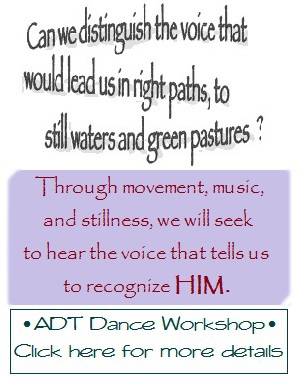 Can we distinguish the voice that
would lead us in right paths, to
still waters and green pastures ?
Through movement, music,
and stillness, we will seek
to hear the voice that tells us
to recognize HIM.
•ADT Dance Workshop•
Click here for more details